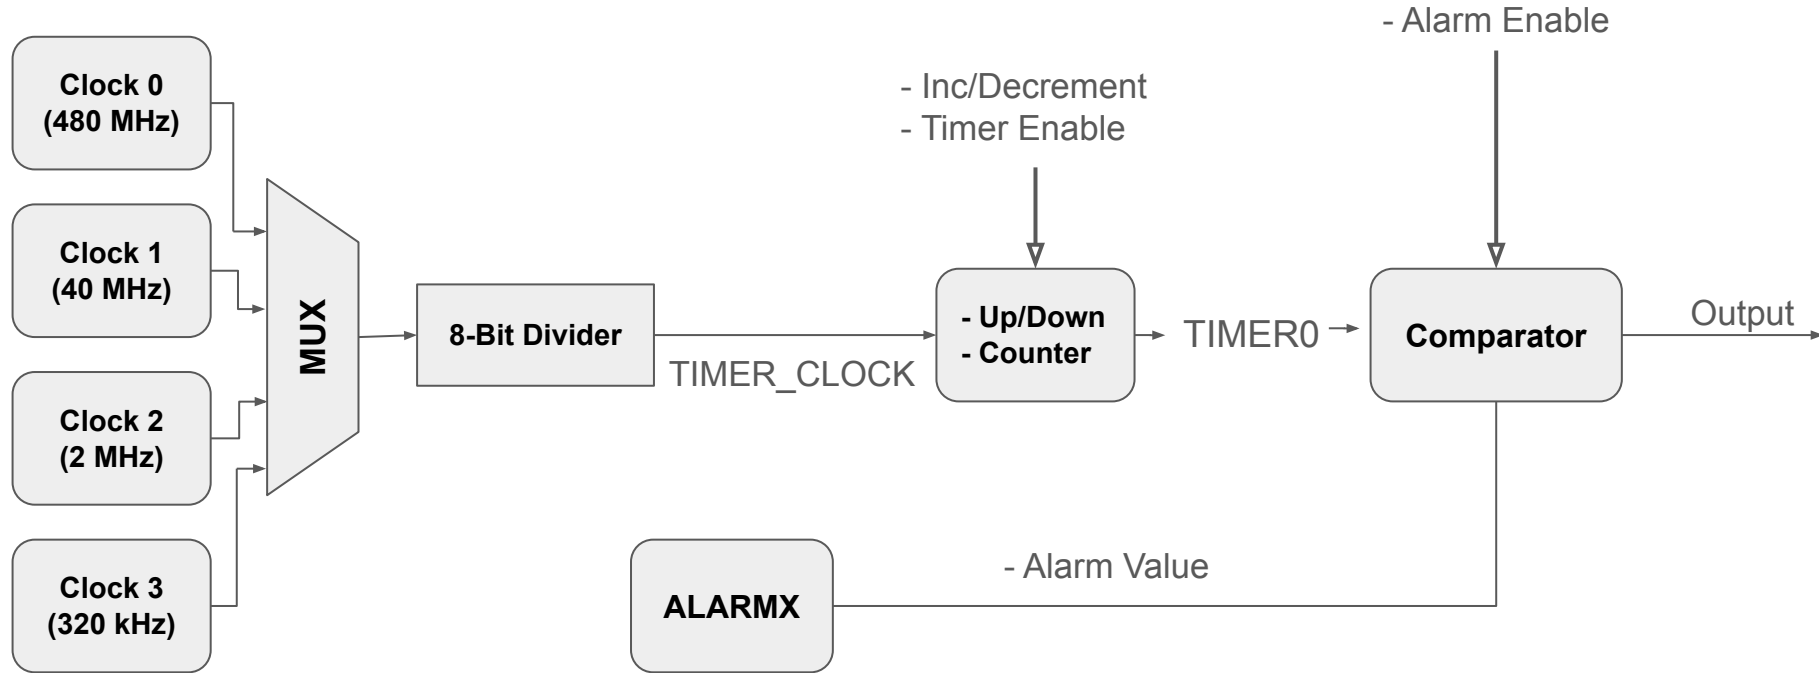 - Alarm Enable
Clock 0
(480 MHz)
- Inc/Decrement
- Timer Enable
Clock 1
(40 MHz)
MUX
8-Bit Divider
TIMER_CLOCK
- Up/Down
- Counter
TIMER0
Comparator
Output
Clock 2
(2 MHz)
Clock 3
(320 kHz)
ALARMX
- Alarm Value